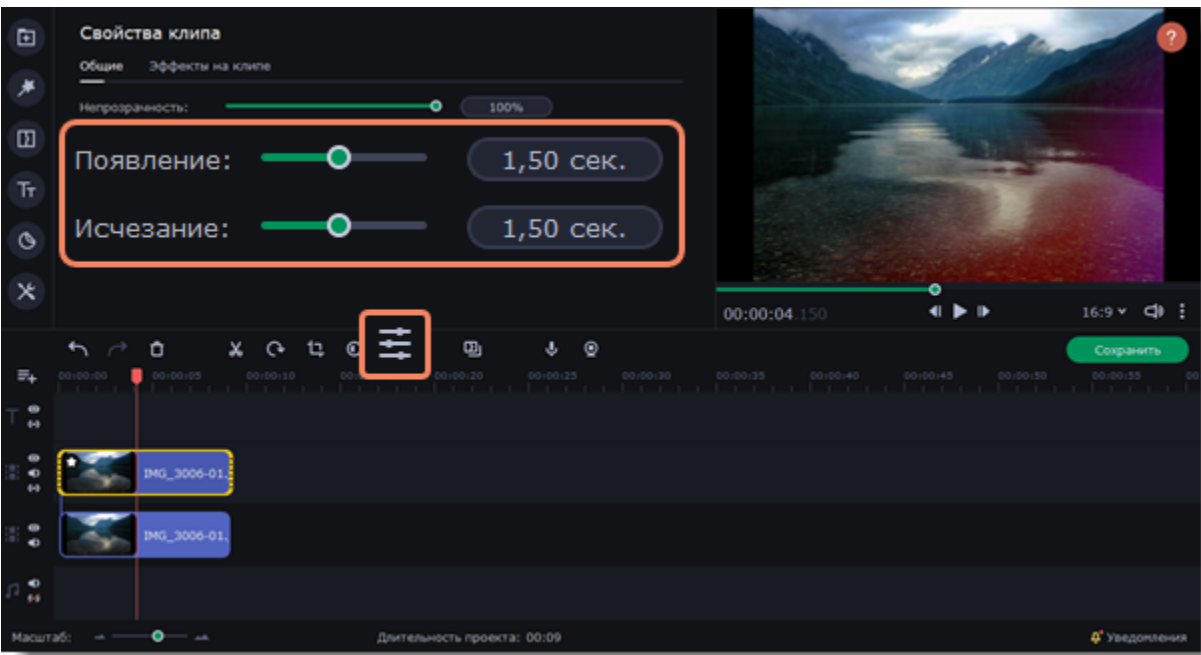 Свойства клипа
Общие Эффекты на клипе
Непрозрачность: 100%
Появление: 1,50 сек.
Исчезание: 1,50 сек.
?
Tт
00:00:04.150
16:9
Сохранить
00:00:00 00:00:05 00:00:10 00:00:20 00:00:25 00:00:30 00:00:35 00:00:40 00:00:45 00:00:50 00:00:55
T
IMG_3006-01.
IMG_3006-01.
Масштаб: Длительность проекта: 00:09 Уведомления